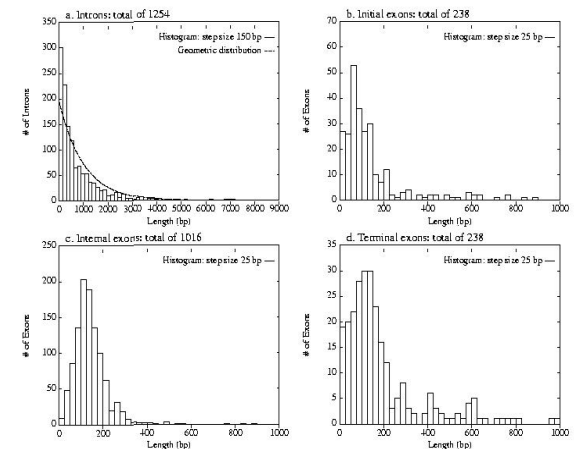 a. Introns: total of 1254
350
300
250
200
150
100
50
0
# of Introns
Histogram: step size 150 bp
Geometric distribution
0 1000 2000 3000 4000 5000 6000 7000 8000 9000
Length (bp)
b. Initial exons: total of 238
70
60
50
40
30
20
10
0
# of Exons
Histogram: step size 25 bp
0 200 400 600 800 1000
Length (bp)
c. Internal exons: total of 1016
250
200
150
100
50
0
# of Exons
Histogram: step size 25 bp
0 200 400 600 800 1000
Length (bp)
d. Terminal exons: total of 238
35
30
25
20
15
10
5
0
# of Exons
Histogram: step size 25 bp
0 200 400 600 800 1000
Length (bp)